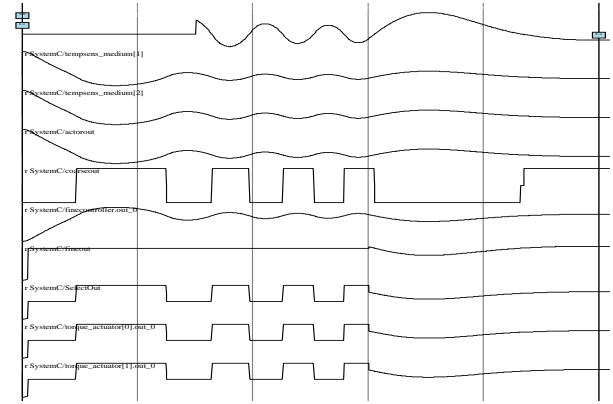 r SystemC/tempsens_medium[1]
r SystemC/tempsens_medium[2]
r SystemC/actorout
r SystemC/coarseout
r SystemC/finecontroller.out_0
r SystemC/fineout
r SystemC/SelectOut
r SystemC/torque_actuator[0].out_0
r SystemC/torque_actuator[1].out_0